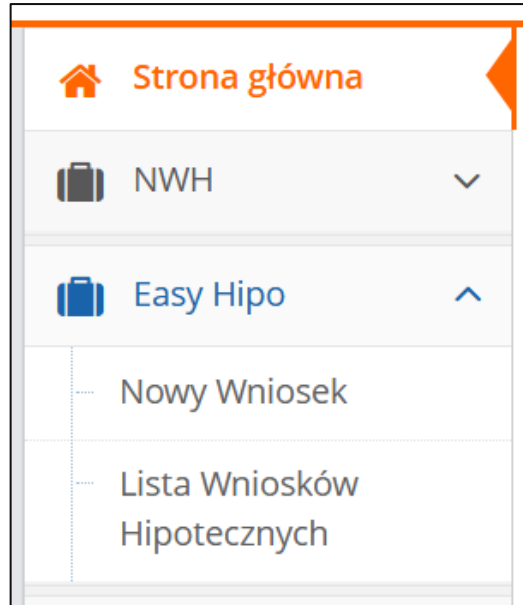 Strona główna
NWH
Easy Hipo
Nowy Wniosek
Lista Wniosków
Hipotecznych